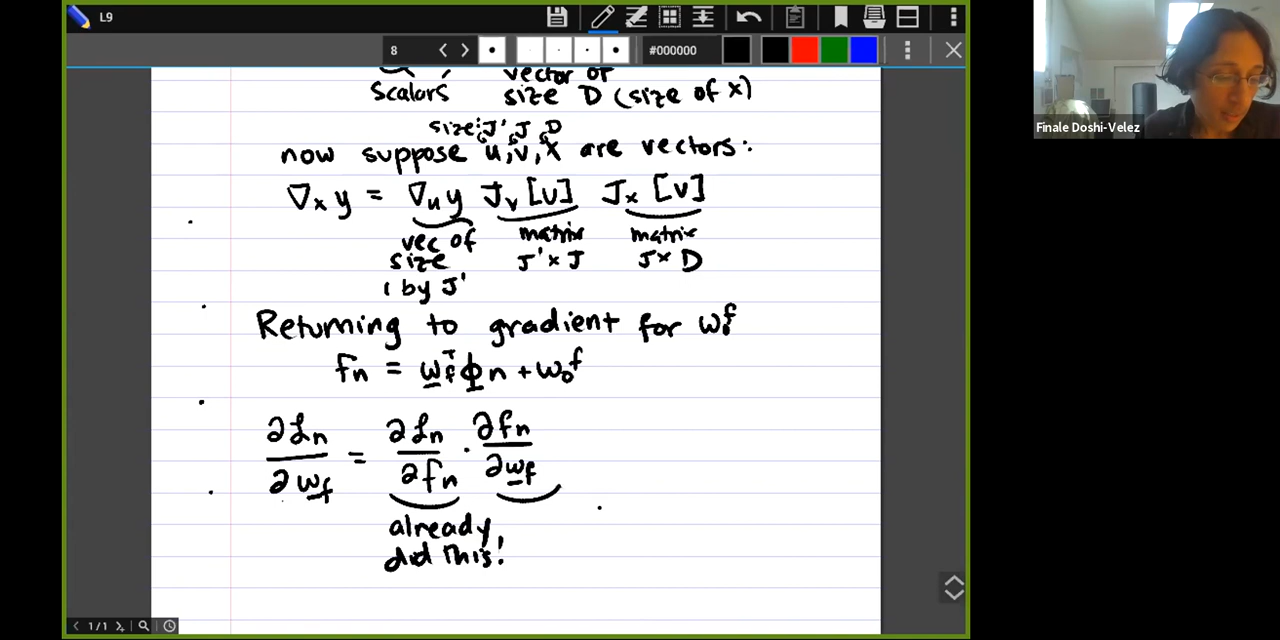 L9
8
#000000
Finale Doshi-Velez
scalars
vector of
size D (size of x)
size: J' J D
now suppose u, v, x are vectors:
∇x y = ∇u y Jv [u] Jx [v]
vec of size 1 by J'
matrix J' x J
matrix J x D
Returning to gradient for w₀ᶠ
fn = wfᵀ ϕn + w₀ᶠ
∂ℒn/∂wf = ∂ℒn/∂fn · ∂fn/∂wf
already
did this!
1/1